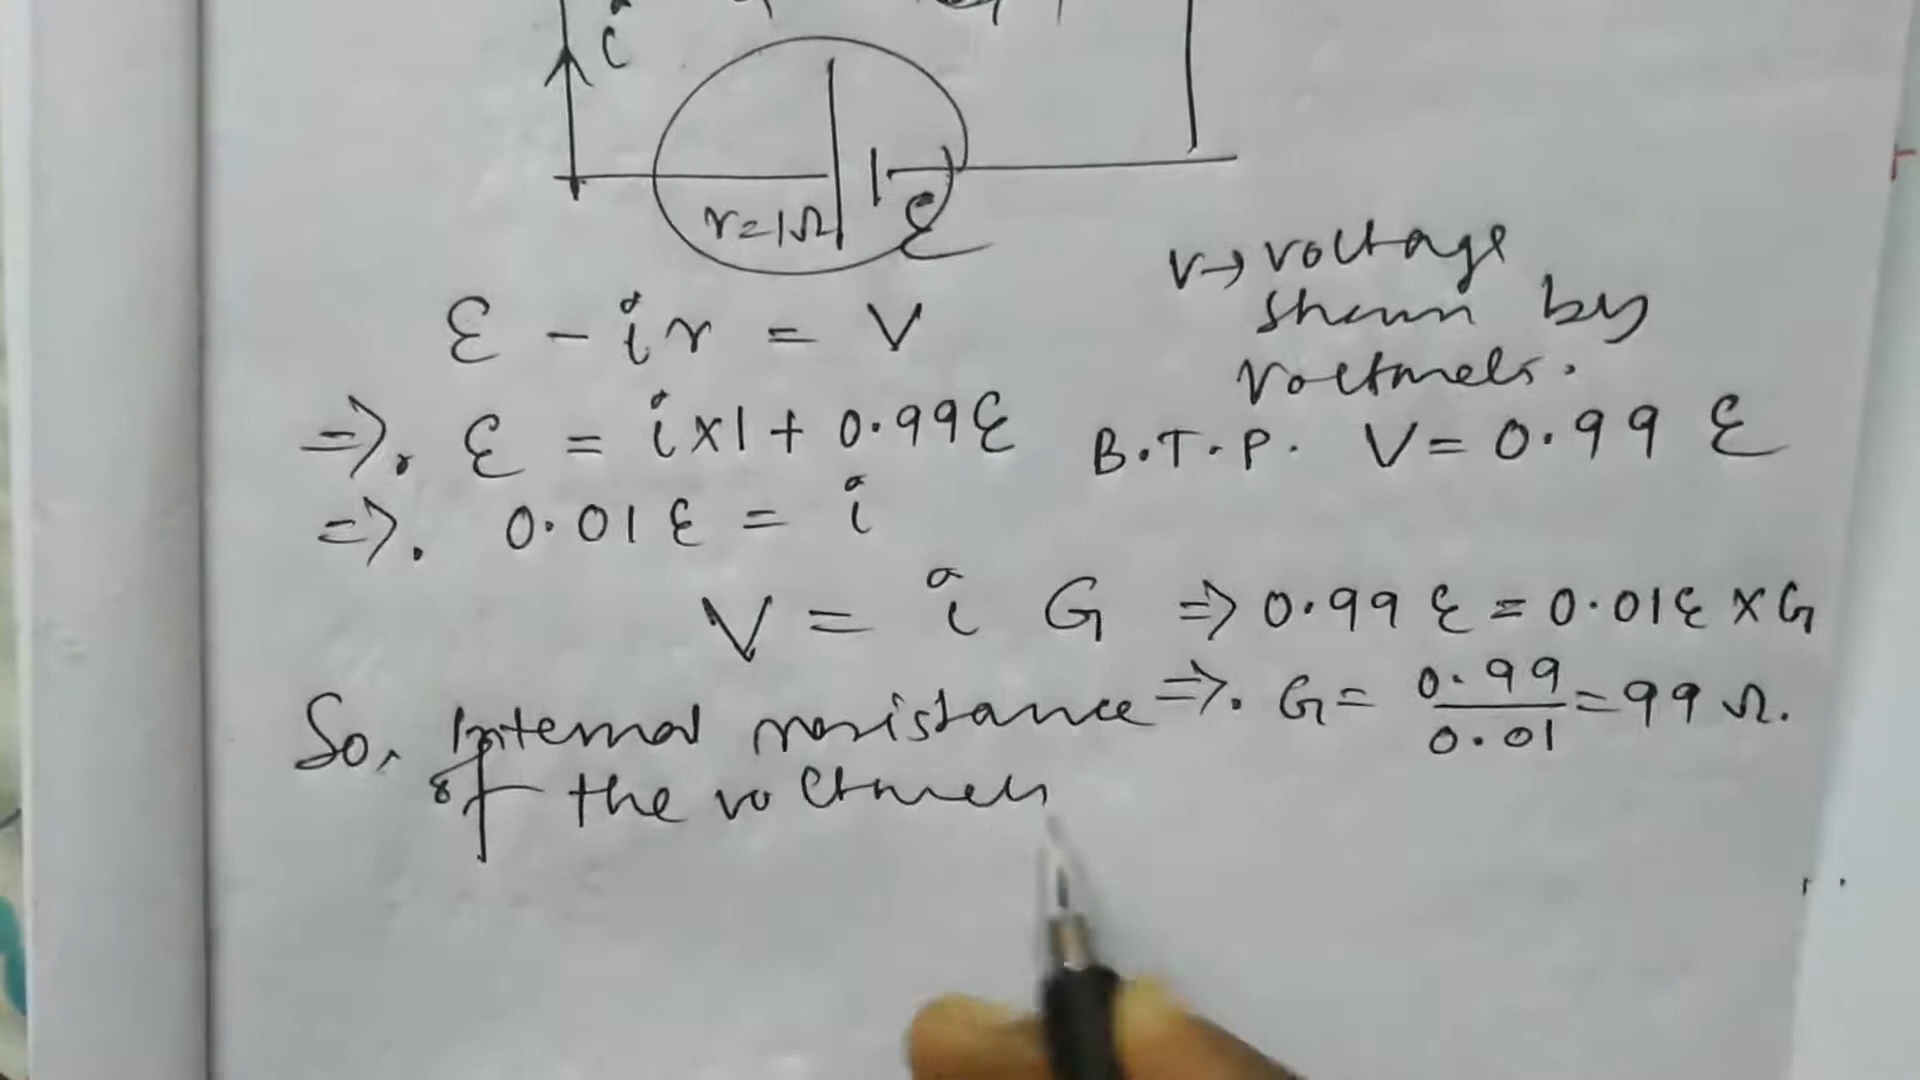 i
r=1Ω ε
V→ voltage
shown by
voltmeter.
ε - ir = V
⇒. ε = i×1 + 0.99ε
B.T.P. V = 0.99 ε
⇒. 0.01 ε = i
V = i G ⇒ 0.99 ε = 0.01ε × G
⇒. G = 0.99/0.01 = 99 Ω.
So, Internal resistance
of the voltmeter